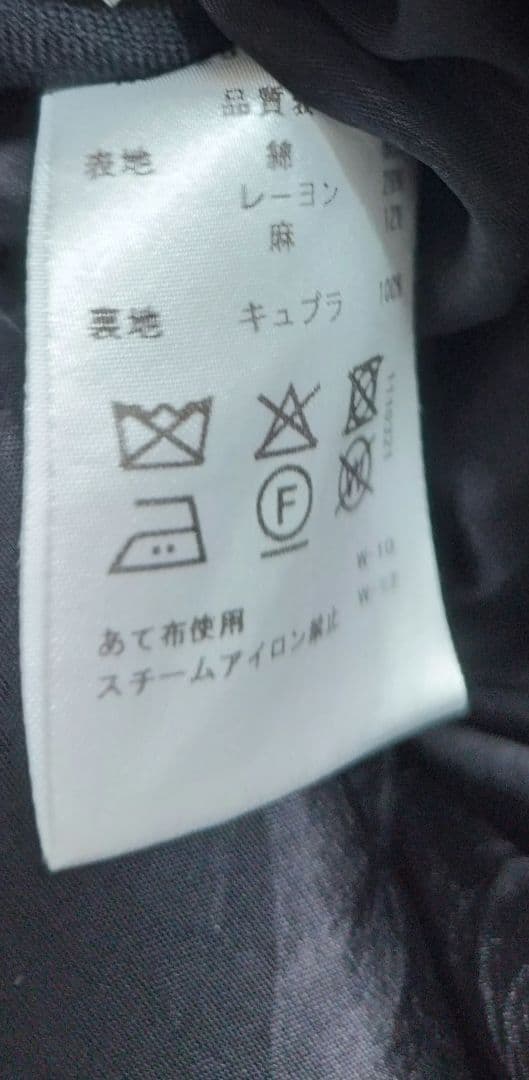 品質表
表地 綿
レーヨン
麻 12%
裏地 キュプラ 100%
F
W
W-10
あて布使用
スチームアイロン禁止